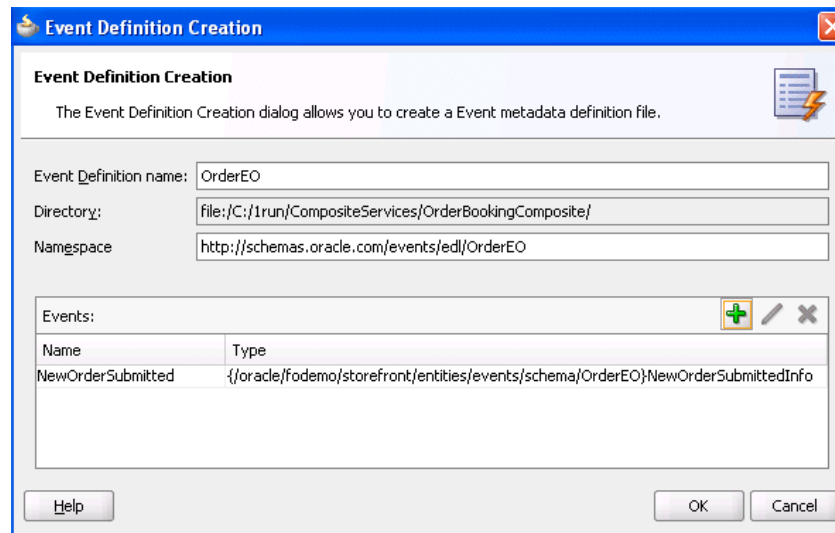 Event Definition Creation
Event Definition Creation
The Event Definition Creation dialog allows you to create a Event metadata definition file.
Event Definition name: OrderEO
Directory: file:/C:/1run/CompositeServices/OrderBookingComposite/
Namespace http://schemas.oracle.com/events/edl/OrderEO
Events:
Name Type
NewOrderSubmitted {/oracle/fodemo/storefront/entities/events/schema/OrderEO}NewOrderSubmittedInfo
Help OK Cancel